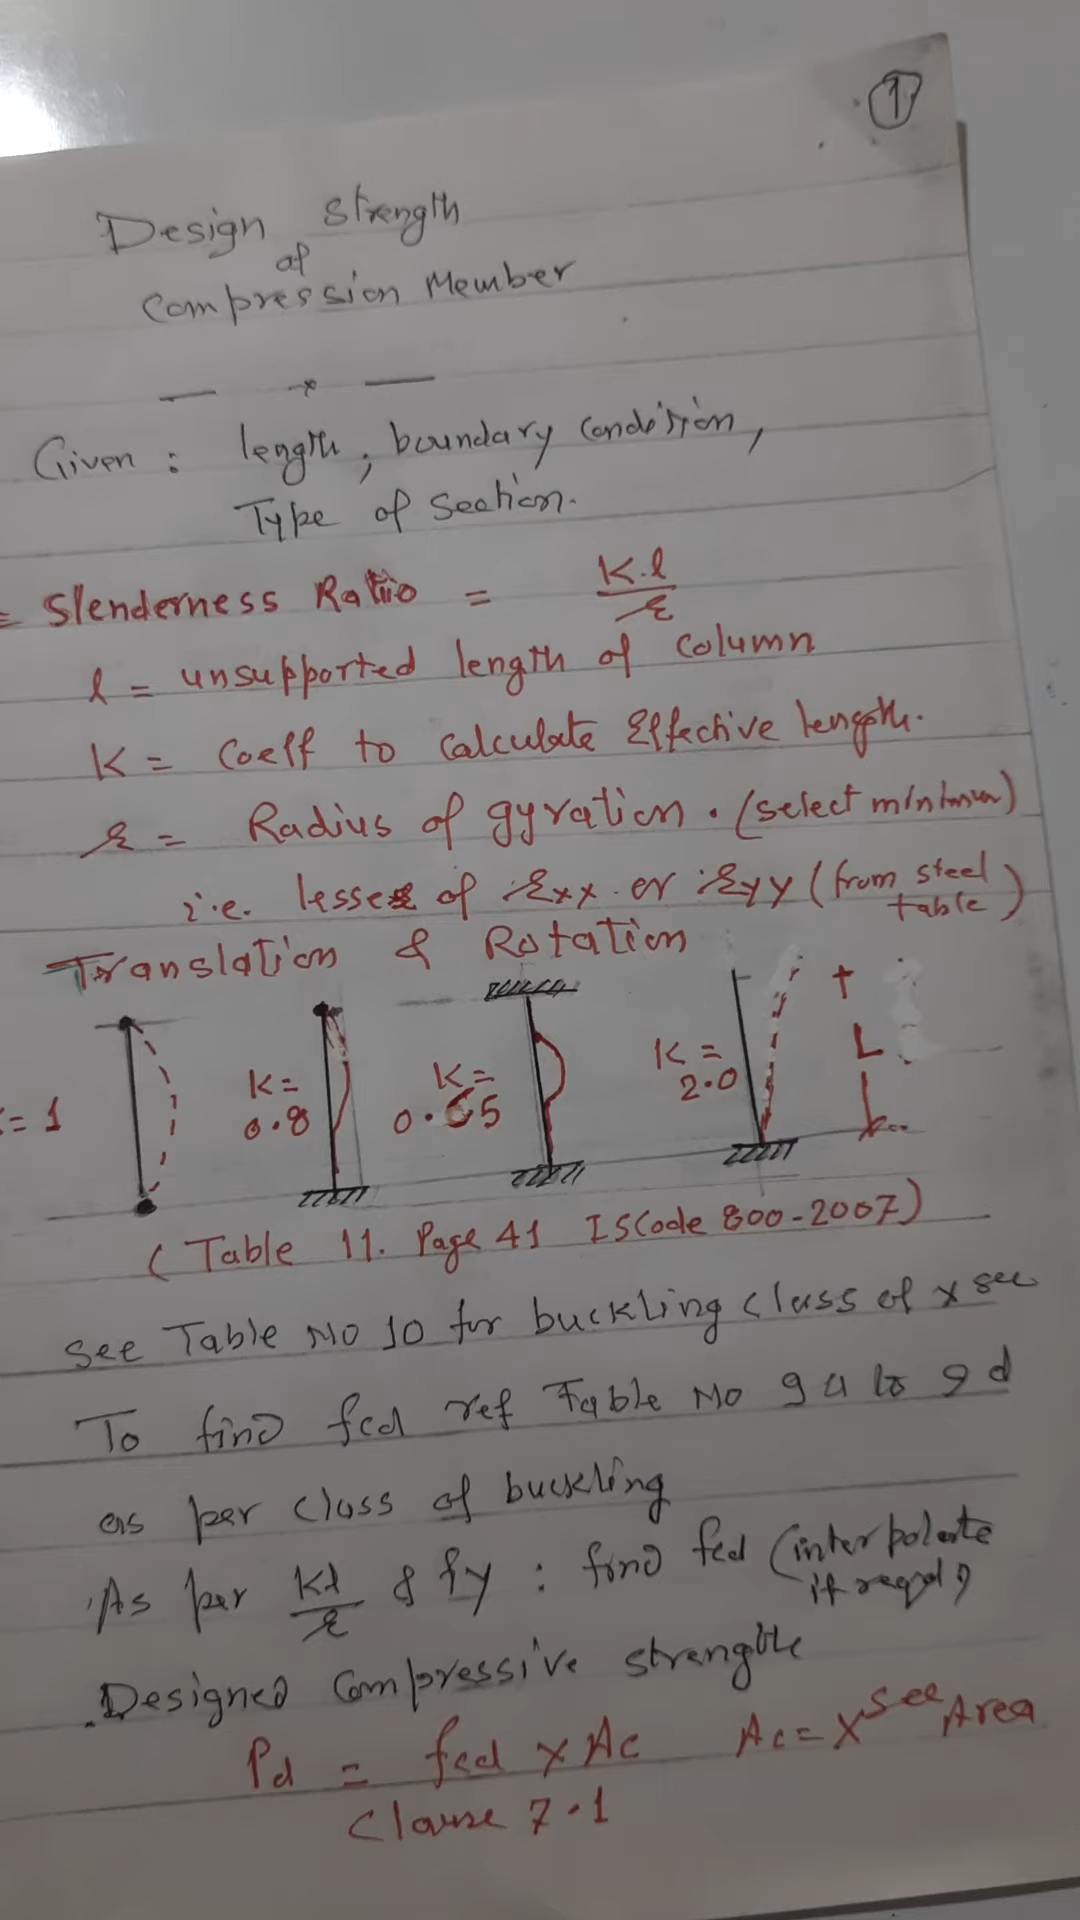 1
Design Strength
of
Compression Member
Given : length, boundary condition,
Type of Section.
= Slenderness Ratio = K.l / r
l = unsupported length of column
K = Coeff to calculate Effective length.
r = Radius of gyration. (select minimum)
i.e. lesser of rxx or ryy (from steel table)
Translation & Rotation
= 1
K = 0.8
K = 0.65
K = 2.0
(Table 11. Page 41 IS Code 800-2007)
See Table No 10 for buckling class of x sec
To find fcd ref Table No 9a to 9d
as per class of buckling
As per Kl / r & fy : find fcd (interpolate if reqd)
Designed Compressive strength
Pd = fcd x Ac Ac = x sec Area
Clause 7.1